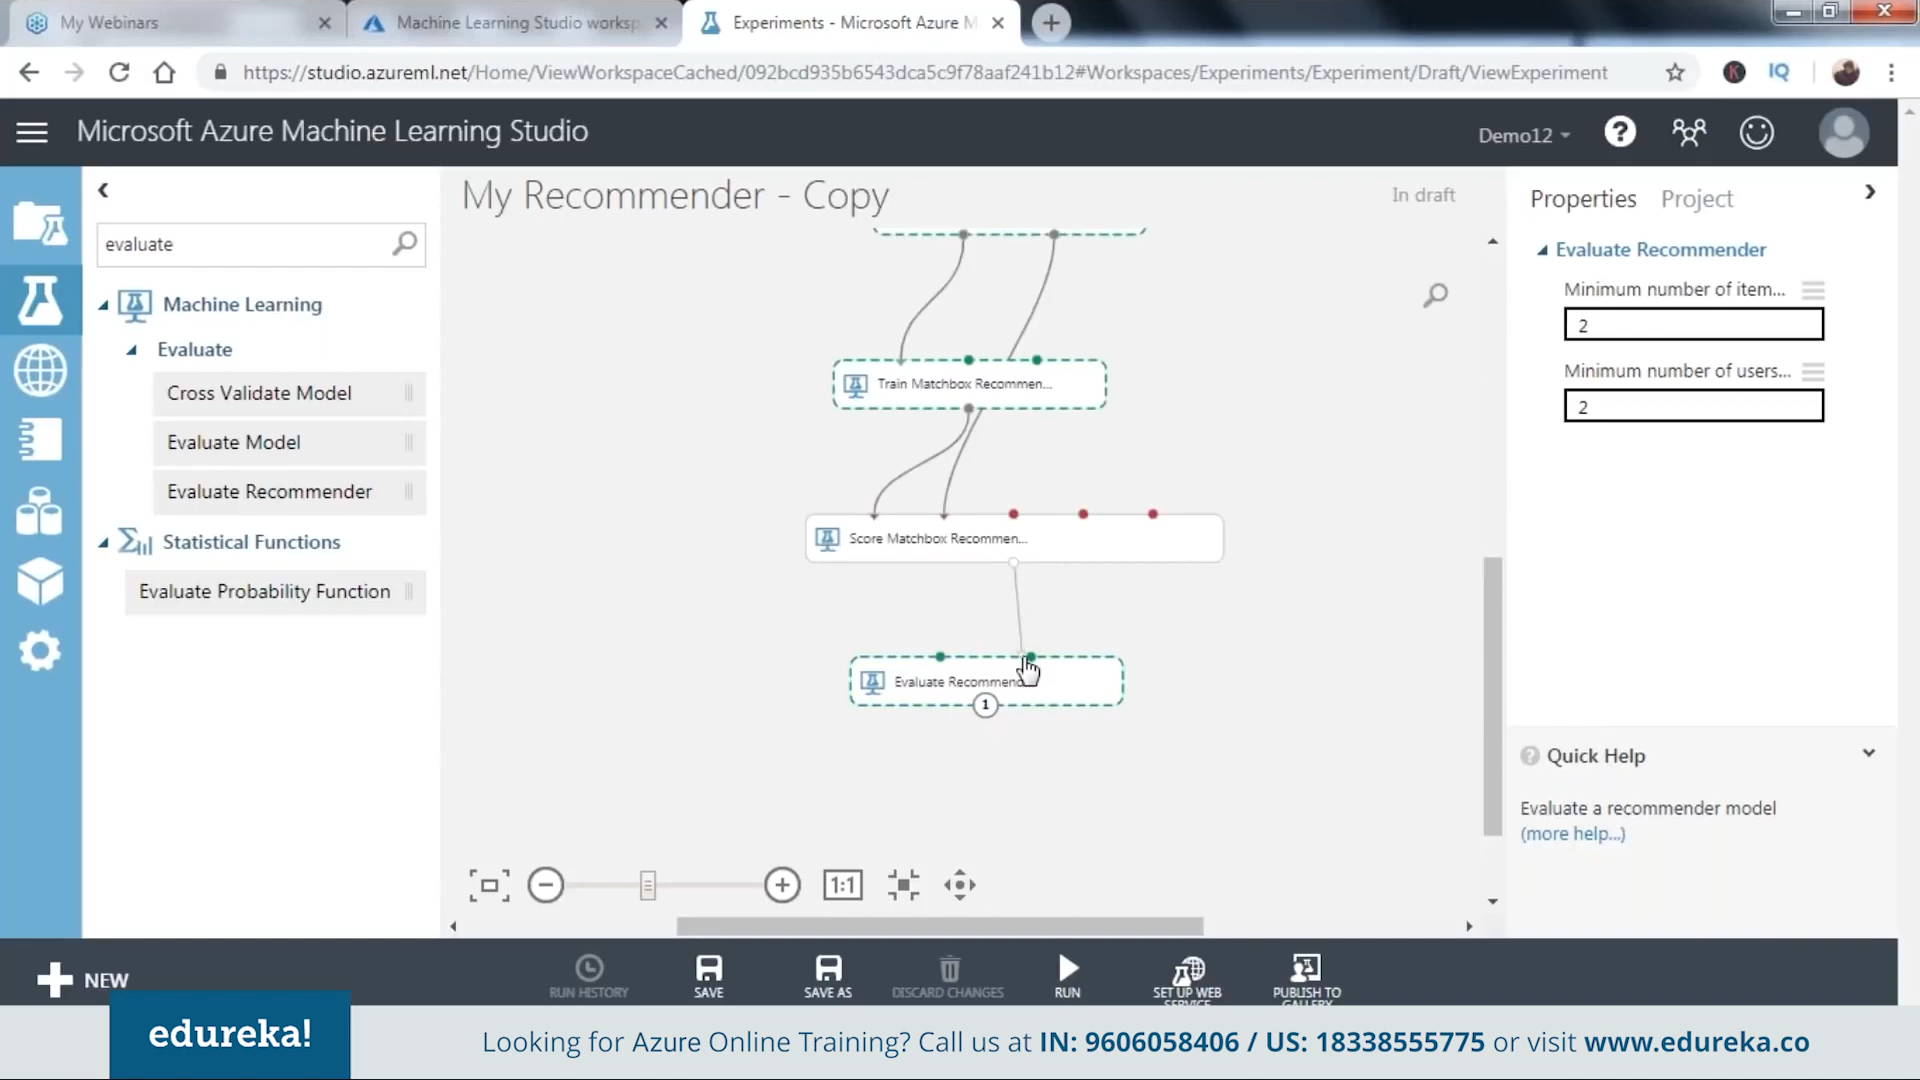 My Webinars
Machine Learning Studio worksp
Experiments - Microsoft Azure M
https://studio.azureml.net/Home/ViewWorkspaceCached/092bcd935b6543dca5c9f78aaf241b12#Workspaces/Experiments/Experiment/Draft/ViewExperiment
IQ
Microsoft Azure Machine Learning Studio
Demo12
evaluate
Machine Learning
Evaluate
Cross Validate Model
Evaluate Model
Evaluate Recommender
Statistical Functions
Evaluate Probability Function
My Recommender - Copy
In draft
Train Matchbox Recommen...
Score Matchbox Recommen...
Evaluate Recommend
1
1:1
Properties Project
Evaluate Recommender
Minimum number of item...
2
Minimum number of users...
2
Quick Help
Evaluate a recommender model
(more help...)
NEW
RUN HISTORY
SAVE
SAVE AS
DISCARD CHANGES
RUN
SET UP WEB
SERVICE
PUBLISH TO
GALLERY
edureka!
Looking for Azure Online Training? Call us at IN: 9606058406 / US: 18338555775 or visit www.edureka.co